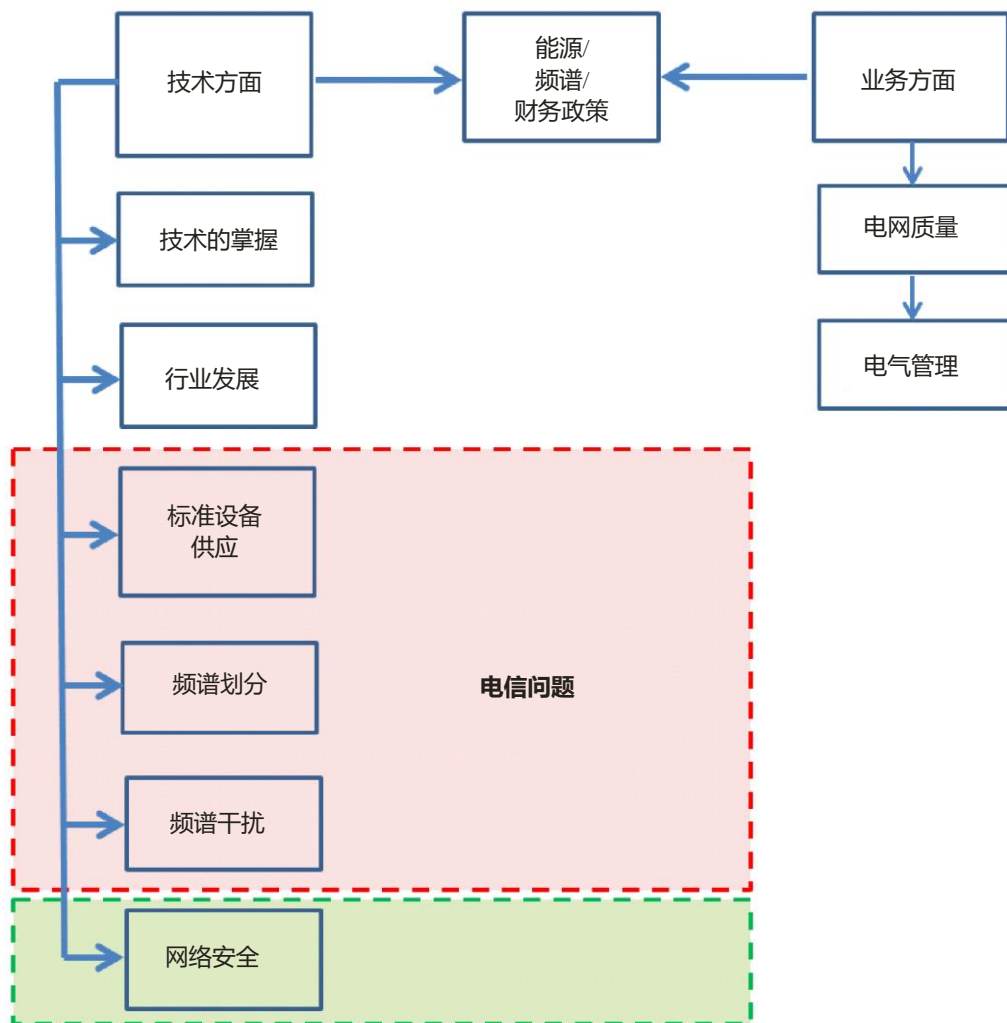 技术方面
能源/
频谱/
财务政策
业务方面
技术的掌握
电网质量
行业发展
电气管理
标准设备
供应
频谱划分
电信问题
频谱干扰
网络安全